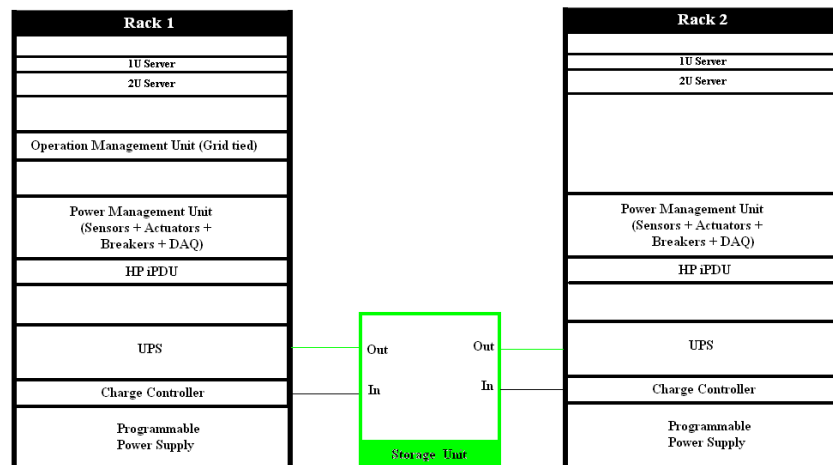 Rack 1
1U Server
2U Server
Operation Management Unit (Grid tied)
Power Management Unit
(Sensors + Actuators +
Breakers + DAQ)
HP iPDU
UPS
Charge Controller
Programmable
Power Supply
Out
Out
In
In
Storage Unit
Rack 2
1U Server
2U Server
Power Management Unit
(Sensors + Actuators +
Breakers + DAQ)
HP iPDU
UPS
Charge Controller
Programmable
Power Supply